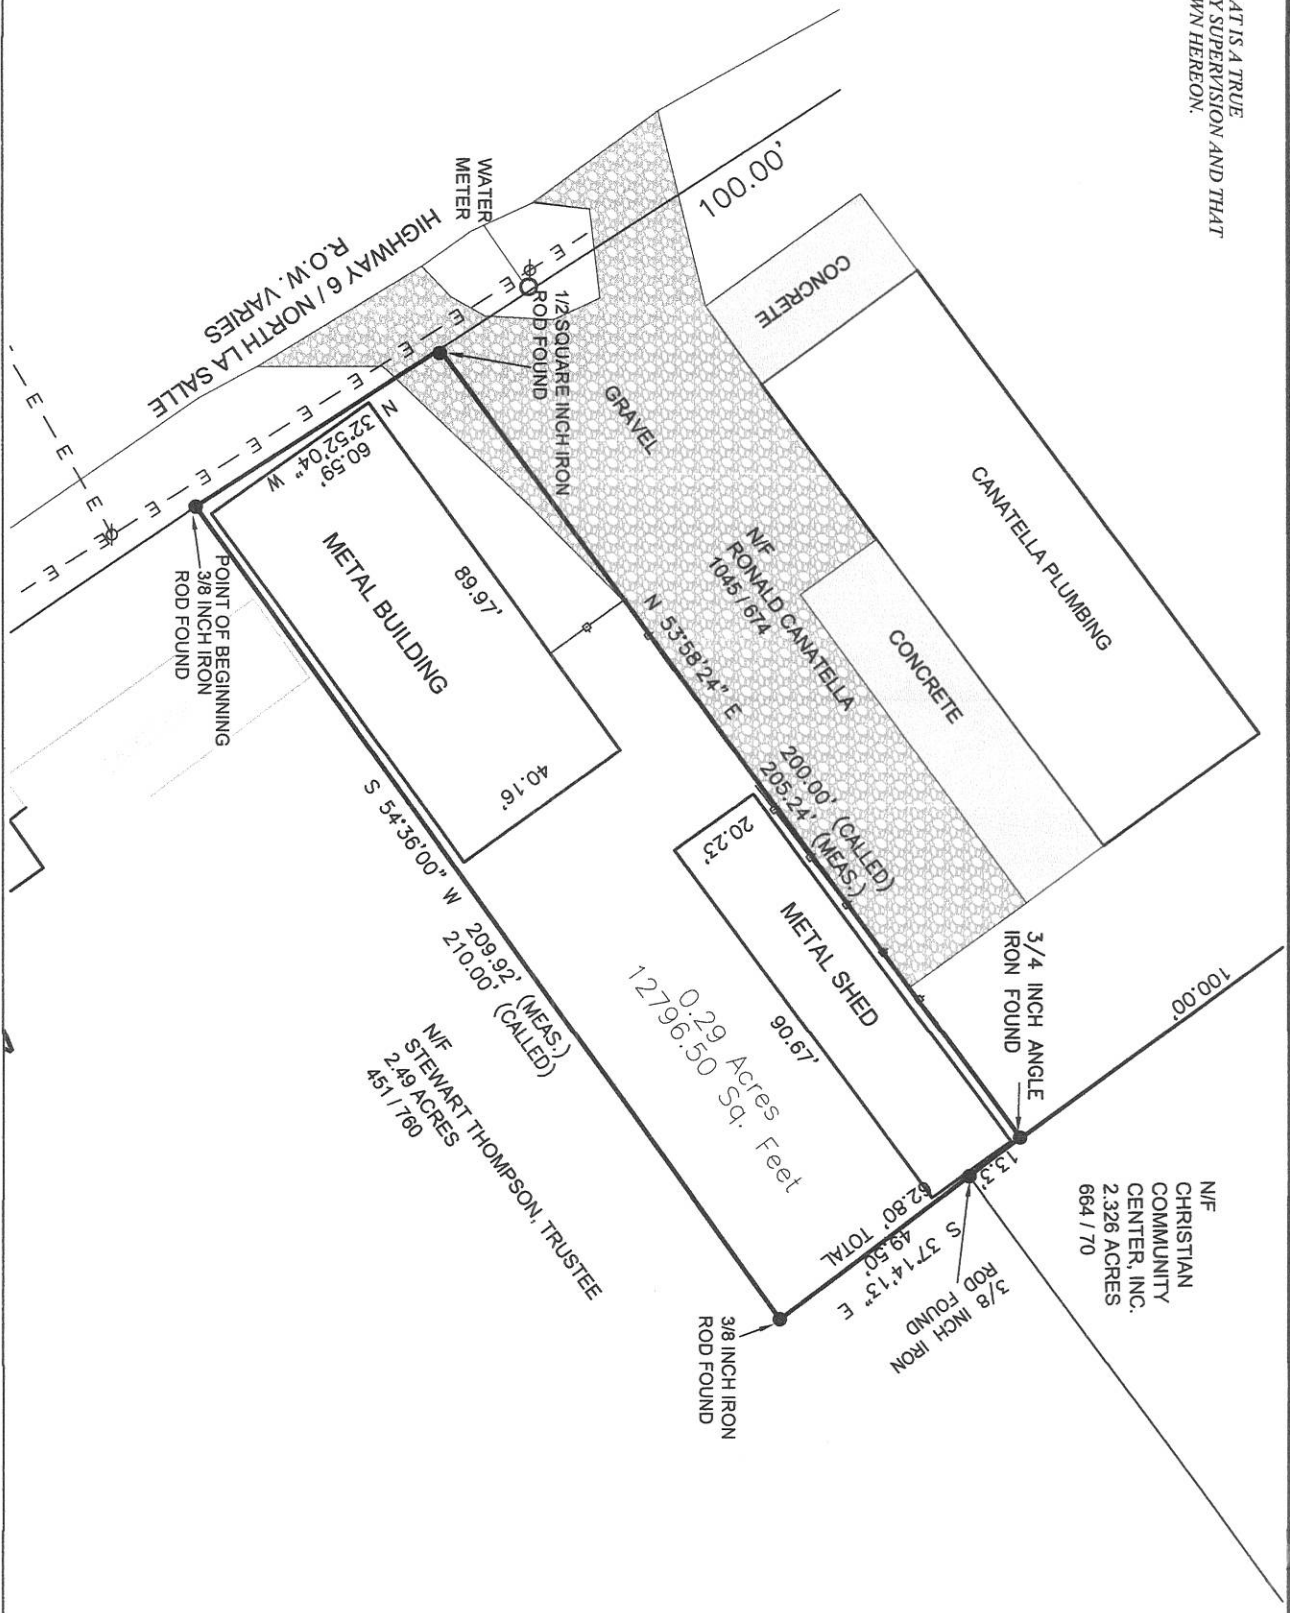 AT IS A TRUE
Y SUPERVISION AND THAT
WN HEREON.
100.00'
WATER
METER
HIGHWAY 6 / NORTH LA SALLE
R.O.W. VARIES
E E E E E E E E E E E E
E E E E
1/2 SQUARE INCH IRON
ROD FOUND
CONCRETE
GRAVEL
CANATELLA PLUMBING
N/F
RONALD CANATELLA
1045 / 674
CONCRETE
N 32°52'04" W
60.59'
METAL BUILDING
89.97'
40.16'
POINT OF BEGINNING
3/8 INCH IRON
ROD FOUND
N 53°58'24" E
200.00' (CALLED)
205.24' (MEAS.)
20.23'
METAL SHED
90.67'
0.29 Acres
12796.50 Sq. Feet
S 54°36'00" W
209.92' (MEAS.)
210.00' (CALLED)
N/F
STEWART THOMPSON, TRUSTEE
2.49 ACRES
451 / 760
3/4 INCH ANGLE
IRON FOUND
100.00'
N/F
CHRISTIAN
COMMUNITY
CENTER, INC.
2.326 ACRES
664 / 70
13.3'
62.80' TOTAL
49.50'
S 37°14'13" E
3/8 INCH IRON
ROD FOUND
3/8 INCH IRON
ROD FOUND